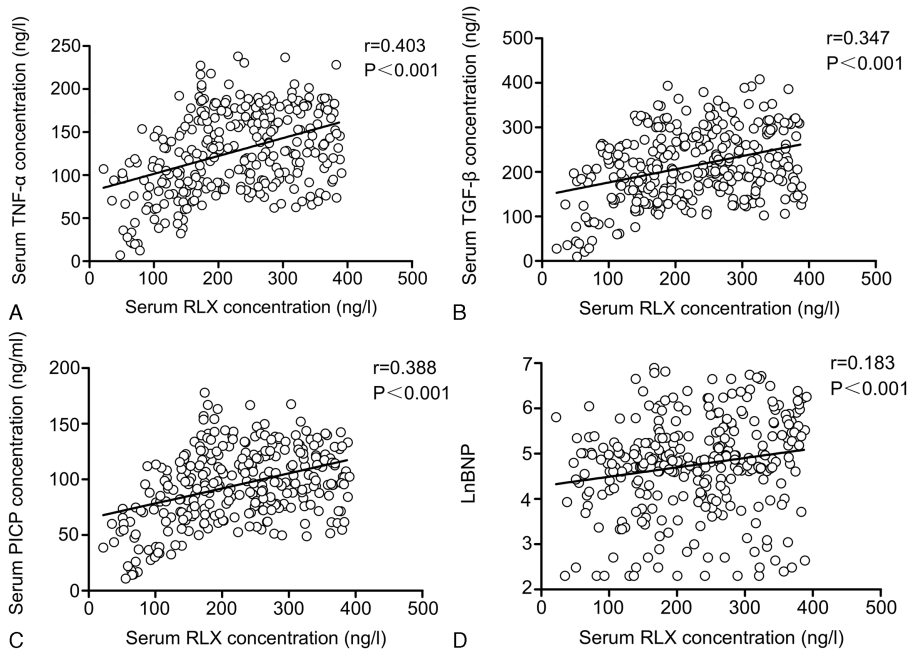 A
Serum TNF-α concentration (ng/l)
250
200
150
100
50
0
0 100 200 300 400 500
Serum RLX concentration (ng/l)
r=0.403
P＜0.001
B
Serum TGF-β concentration (ng/l)
500
400
300
200
100
0
0 100 200 300 400 500
Serum RLX concentration (ng/l)
r=0.347
P＜0.001
C
Serum PICP concentration (ng/ml)
200
150
100
50
0
0 100 200 300 400 500
Serum RLX concentration (ng/l)
r=0.388
P＜0.001
D
LnBNP
7
6
5
4
3
2
0 100 200 300 400 500
Serum RLX concentration (ng/l)
r=0.183
P＜0.001